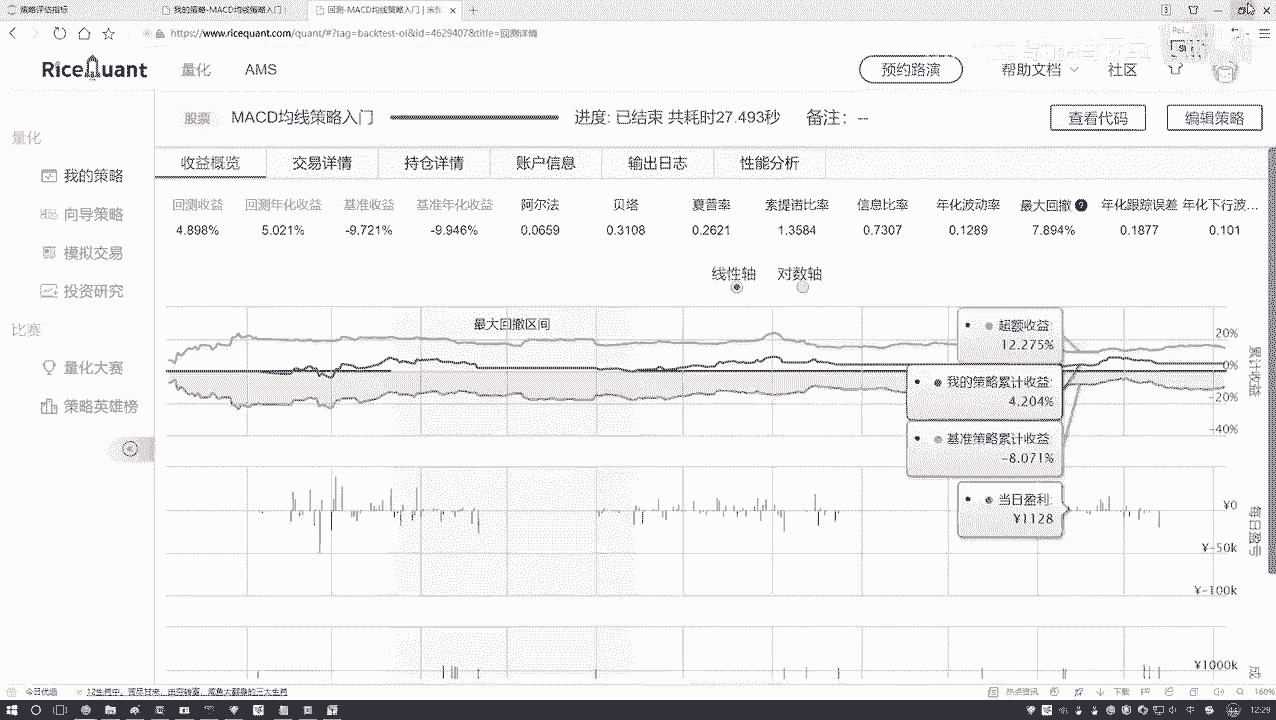 策略评估指标
我的策略-MACD均线策略入门
回测-MACD均线策略入门
https://www.ricequant.com/quant/#?tag=backtest-ol&id=4629407&title=回测详情
RiceQuant
量化
AMS
预约路演
帮助文档
社区
股票 MACD均线策略入门 进度: 已结束 共耗时27.493秒 备注: --
查看代码
编辑策略
量化
我的策略
向导策略
模拟交易
投资研究
比赛
量化大赛
策略英雄榜
收益概览 交易详情 持仓详情 账户信息 输出日志 性能分析
回测收益 回测年化收益 基准收益 基准年化收益 阿尔法 贝塔 夏普率 索提诺比率 信息比率 年化波动率 最大回撤 年化跟踪误差 年化下行波...
4.898% 5.021% -9.721% -9.946% 0.0659 0.3108 0.2621 1.3584 0.7307 0.1289 7.894% 0.1877 0.101
线性轴 对数轴
最大回撤区间
超额收益:
12.275%
我的策略累计收益:
4.204%
基准策略累计收益:
-8.071%
当日盈利:
¥1128
20%
0%
-20%
-40%
累计收益
¥0
¥-50k
¥-100k
每日盈亏
¥1000k
今日优选
热点资讯
下载
160%
12:29